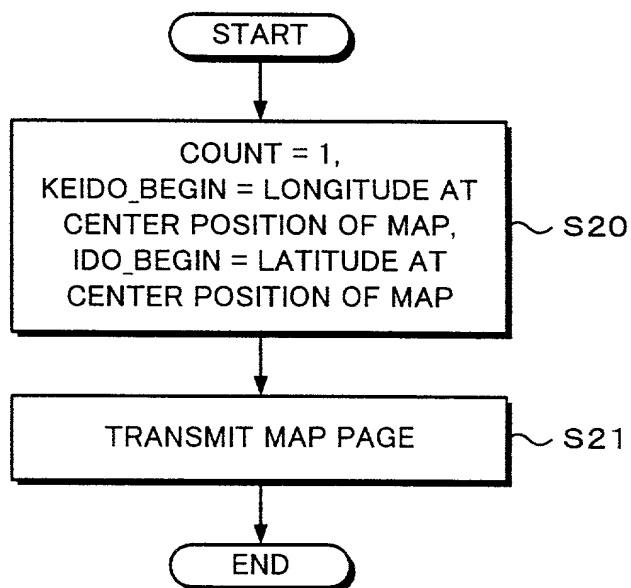 START
COUNT = 1,
KEIDO_BEGIN = LONGITUDE AT
CENTER POSITION OF MAP,
IDO_BEGIN = LATITUDE AT
CENTER POSITION OF MAP
S20
TRANSMIT MAP PAGE
S21
END